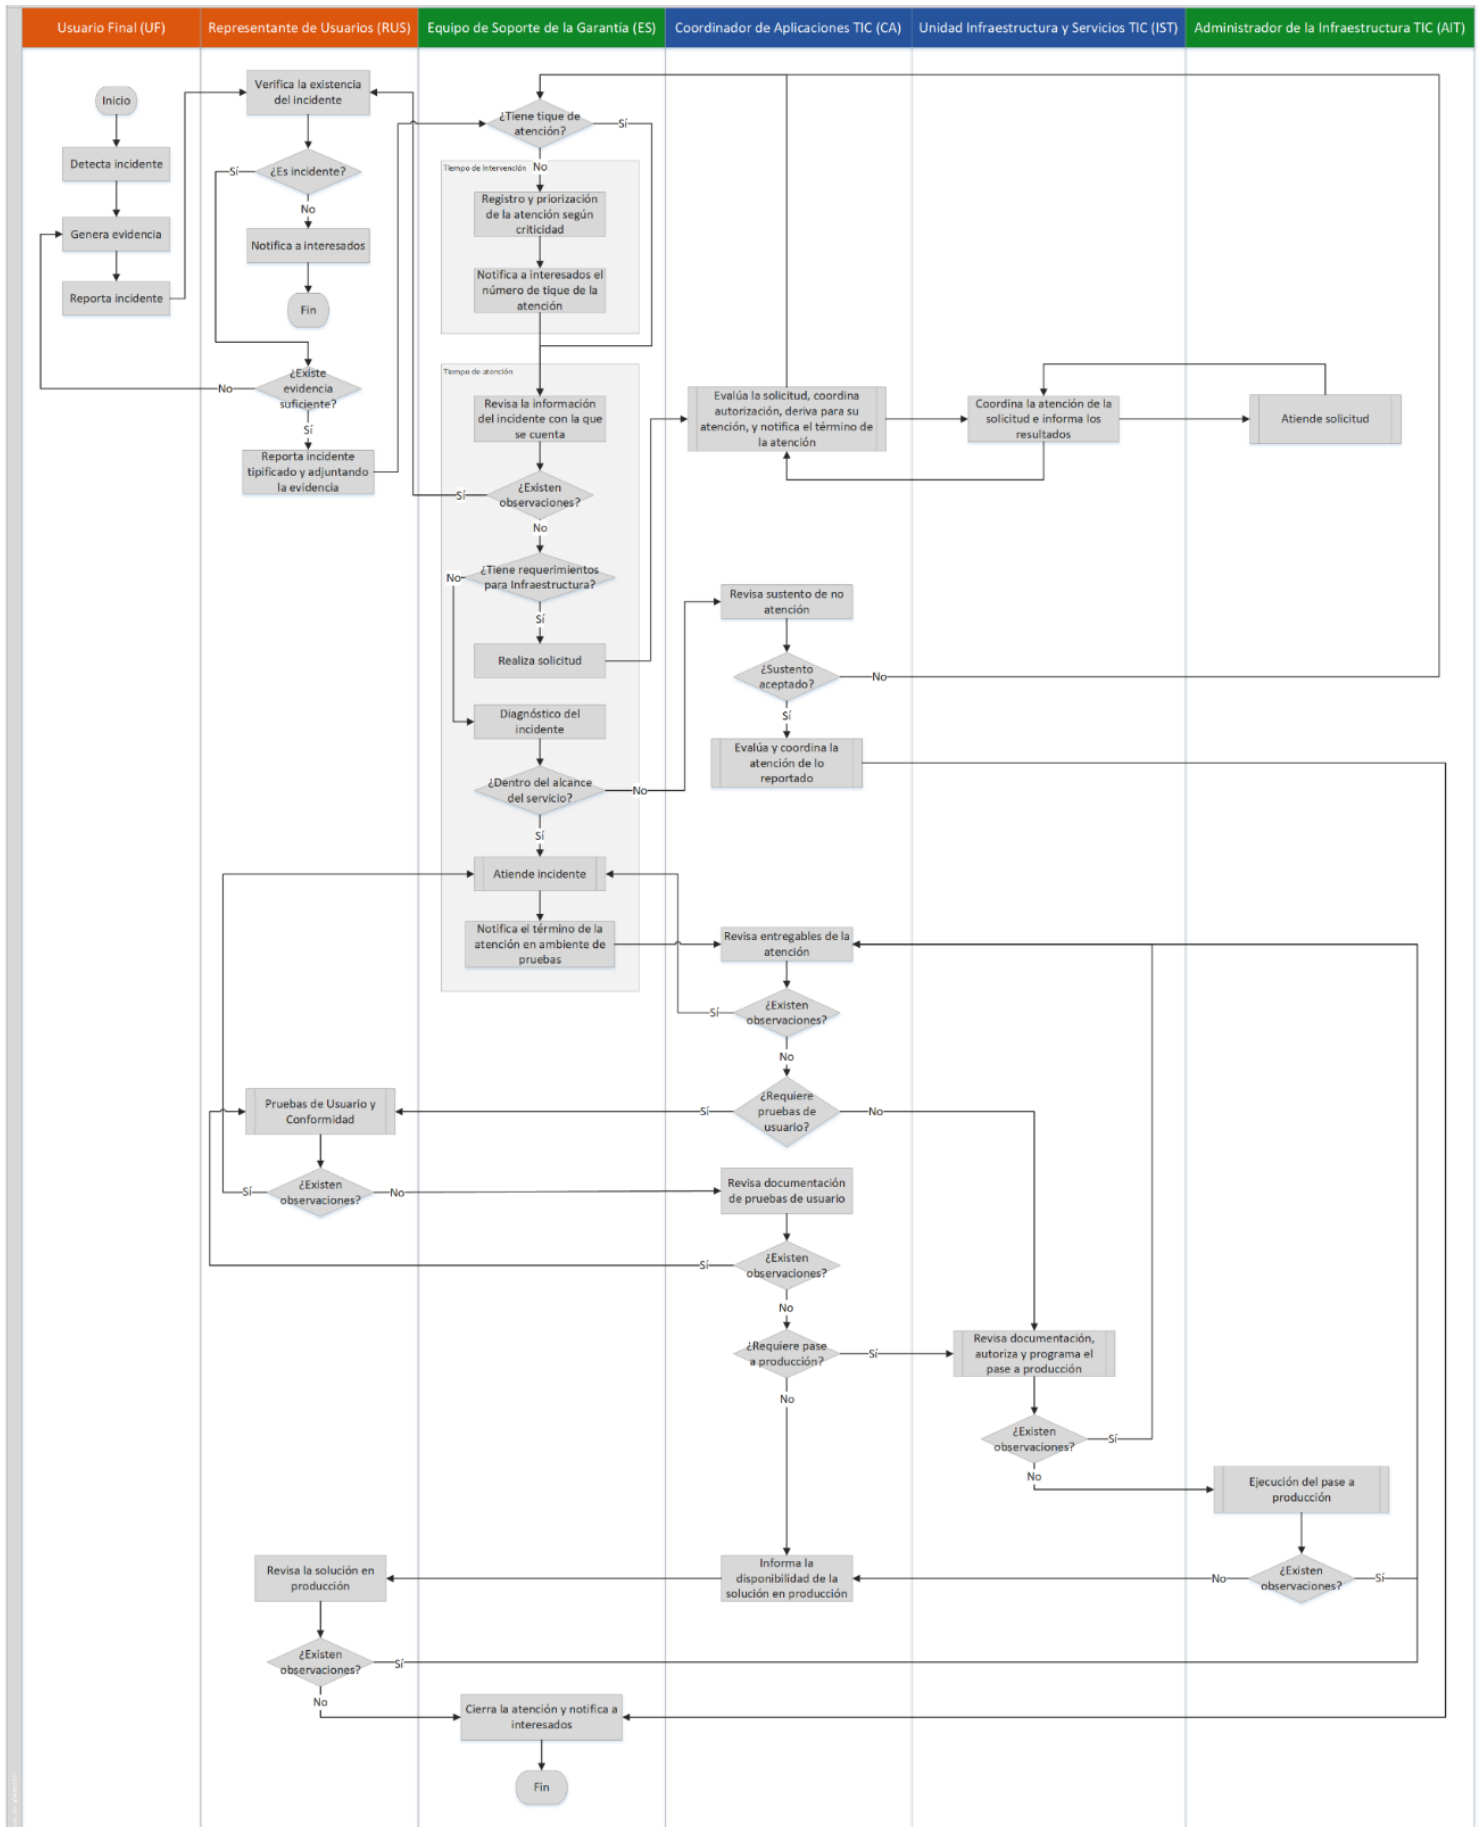 Usuario Final (UF)
Representante de Usuarios (RUS)
Equipo de Soporte de la Garantía (ES)
Coordinador de Aplicaciones TIC (CA)
Unidad Infraestructura y Servicios TIC (IST)
Administrador de la Infraestructura TIC (AIT)
Inicio
Detecta incidente
Genera evidencia
Reporta incidente
Verifica la existencia
del incidente
¿Es incidente?
Sí
No
Notifica a interesados
Fin
¿Existe
evidencia
suficiente?
No
Sí
Reporta incidente
tipificado y adjuntando
la evidencia
¿Tiene tique de
atención?
Sí
No
Tiempo de Intervención
Registro y priorización
de la atención según
criticidad
Notifica a interesados el
número de tique de la
atención
Tiempo de atención
Revisa la información
del incidente con la que
se cuenta
¿Existen
observaciones?
Sí
No
¿Tiene requerimientos
para Infraestructura?
No
Sí
Realiza solicitud
Diagnóstico del
incidente
¿Dentro del alcance
del servicio?
No
Sí
Atiende incidente
Notifica el término de la
atención en ambiente de
pruebas
Evalúa la solicitud, coordina
autorización, deriva para su
atención, y notifica el término de
la atención
Coordina la atención de la
solicitud e informa los
resultados
Atiende solicitud
Revisa sustento de no
atención
¿Sustento
aceptado?
No
Sí
Evalúa y coordina la
atención de lo
reportado
Revisa entregables de la
atención
¿Existen
observaciones?
Sí
No
¿Requiere
pruebas de
usuario?
Sí
No
Pruebas de Usuario y
Conformidad
¿Existen
observaciones?
Sí
No
Revisa documentación
de pruebas de usuario
¿Existen
observaciones?
Sí
No
¿Requiere pase
a producción?
Sí
No
Revisa documentación,
autoriza y programa el
pase a producción
¿Existen
observaciones?
Sí
No
Ejecución del pase a
producción
¿Existen
observaciones?
No
Sí
Informa la
disponibilidad de la
solución en producción
Revisa la solución en
producción
¿Existen
observaciones?
Sí
No
Cierra la atención y notifica a
interesados
Fin